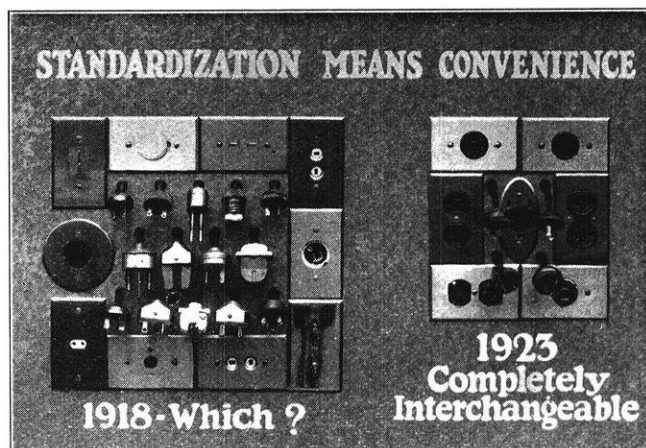 STANDARDIZATION MEANS CONVENIENCE
1918-Which ?
1923
Completely
Interchangeable